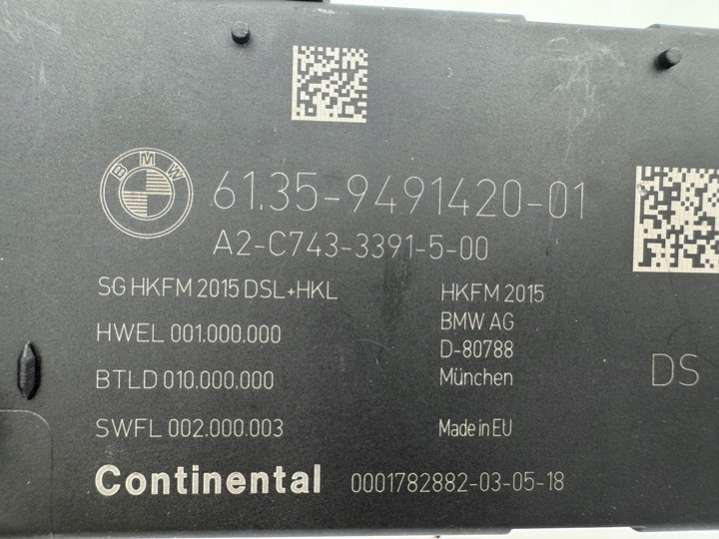 BMW
61.35-9491420-01
A2-C743-3391-5-00
SG HKFM 2015 DSL+HKL
HWEL 001.000.000
BTLD 010.000.000
SWFL 002.000.003
HKFM 2015
BMW AG
D-80788
München
Made in EU
DS
Continental 0001782882-03-05-18